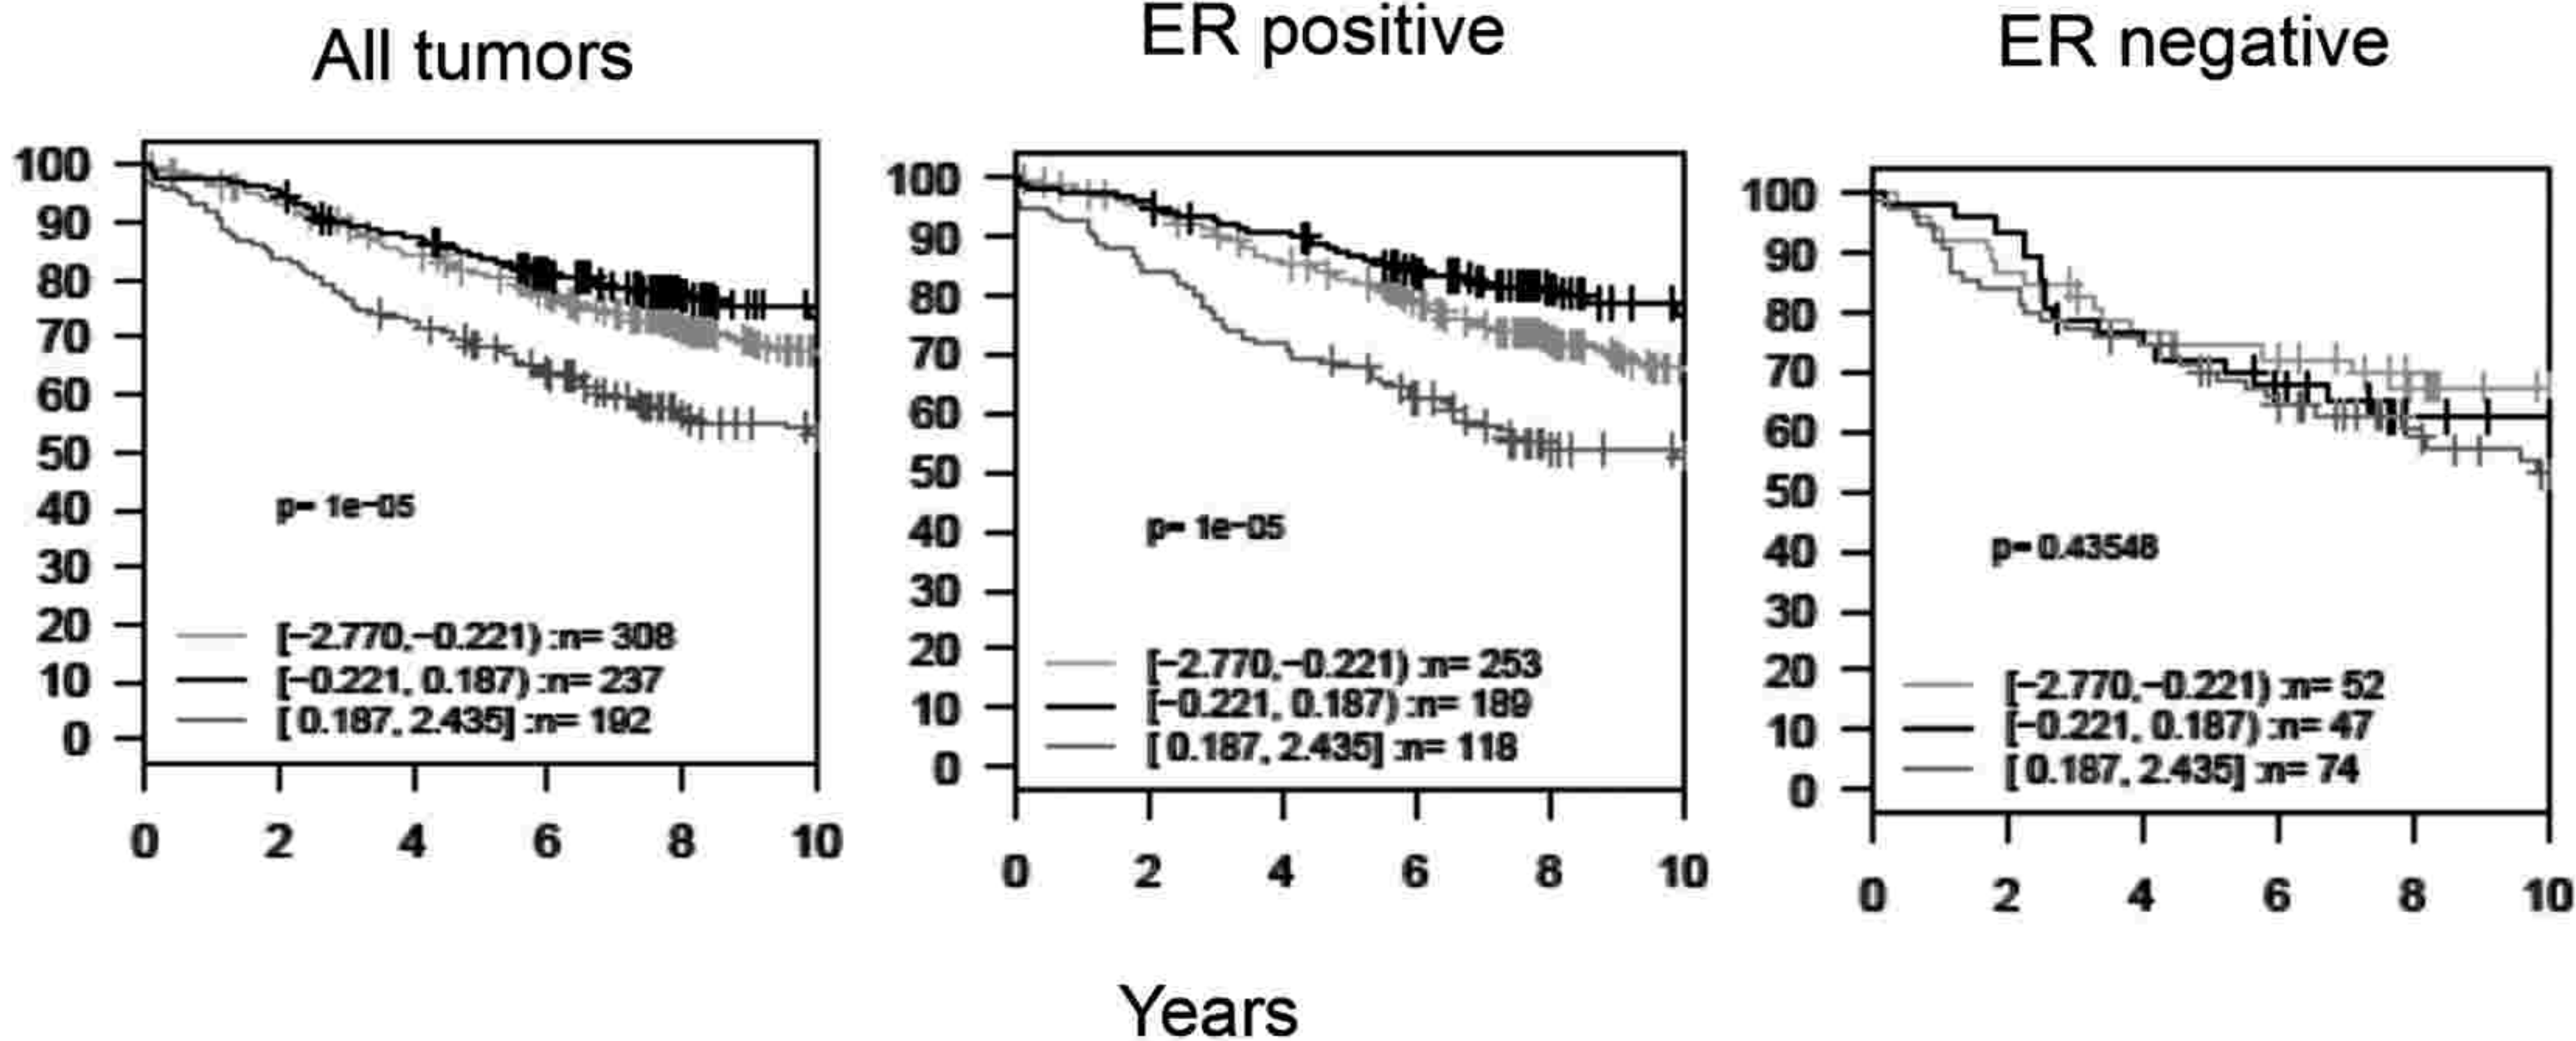 All tumors
100
90
80
70
60
50
40
30
20
10
0
p= 1e-05
[-2.770,-0.221) :n= 308
[-0.221, 0.187) :n= 237
[ 0.187, 2.435] :n= 192
0 2 4 6 8 10
ER positive
100
90
80
70
60
50
40
30
20
10
0
p= 1e-05
[-2.770,-0.221) :n= 253
[-0.221, 0.187) :n= 189
[ 0.187, 2.435] :n= 118
0 2 4 6 8 10
ER negative
100
90
80
70
60
50
40
30
20
10
0
p= 0.43548
[-2.770,-0.221) :n= 52
[-0.221, 0.187) :n= 47
[ 0.187, 2.435] :n= 74
0 2 4 6 8 10
Years